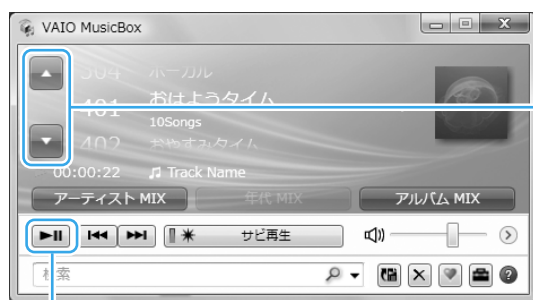 VAIO MusicBox
304 ボーカル
401 おはようタイム
10Songs
402 おやすみタイム
00:00:22 ♫ Track Name
アーティスト MIX 年代 MIX アルバム MIX
サビ再生
検索